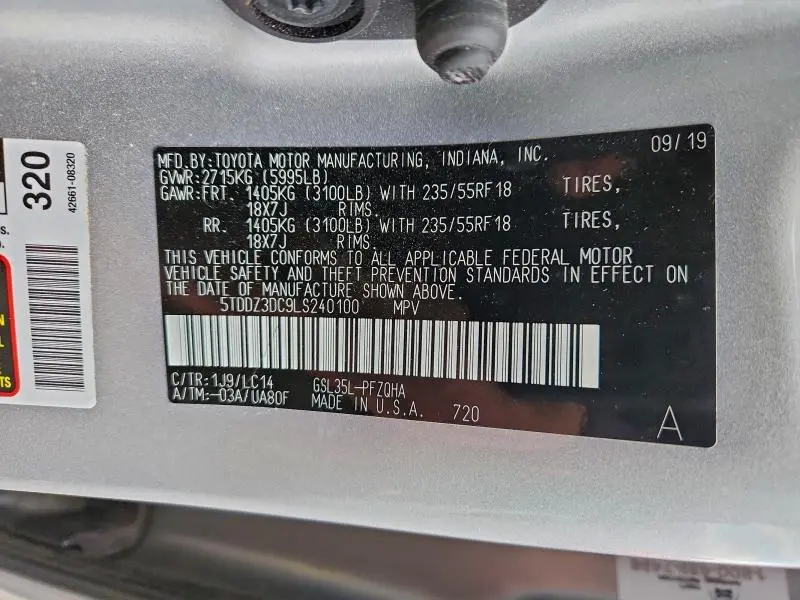 MFD.BY:TOYOTA MOTOR MANUFACTURING, INDIANA, INC. 09/19
GVWR:2715KG (5995LB)
GAWR:FRT. 1405KG (3100LB) WITH 235/55RF18 TIRES,
18X7J RIMS.
RR. 1405KG (3100LB) WITH 235/55RF18 TIRES,
18X7J RIMS.
THIS VEHICLE CONFORMS TO ALL APPLICABLE FEDERAL MOTOR
VEHICLE SAFETY AND THEFT PREVENTION STANDARDS IN EFFECT ON
THE DATE OF MANUFACTURE SHOWN ABOVE.
5TDDZ3DC9LS240100 MPV
C/TR:1J9/LC14 GSL35L-PFZQHA
A/TM:-03A/UA80F MADE IN U.S.A. 720
A
320
42661-08320